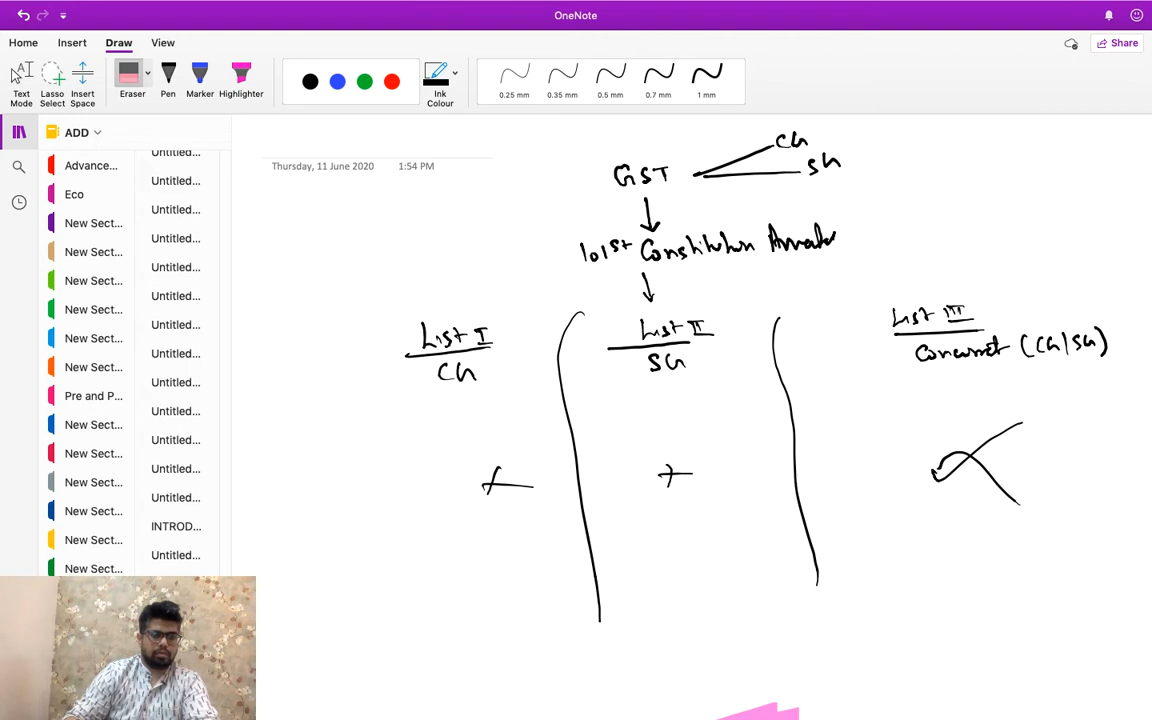 OneNote
Home Insert Draw View
Share
Text Mode
Lasso Select
Insert Space
Eraser
Pen
Marker
Highlighter
Ink Colour
0.25 mm
0.35 mm
0.5 mm
0.7 mm
1 mm
ADD
Advance...
Eco
New Sect...
New Sect...
New Sect...
New Sect...
New Sect...
New Sect...
New Sect...
Pre and P...
New Sect...
New Sect...
New Sect...
New Sect...
New Sect...
New Sect...
Untitled...
Untitled...
Untitled...
Untitled...
Untitled...
Untitled...
Untitled...
Untitled...
Untitled...
Untitled...
Untitled...
Untitled...
Untitled...
INTROD...
Untitled...
Thursday, 11 June 2020 1:54 PM
CG
GST SG
101st Constitution
List I
CG
List II
SG
List III
(CG/SG)